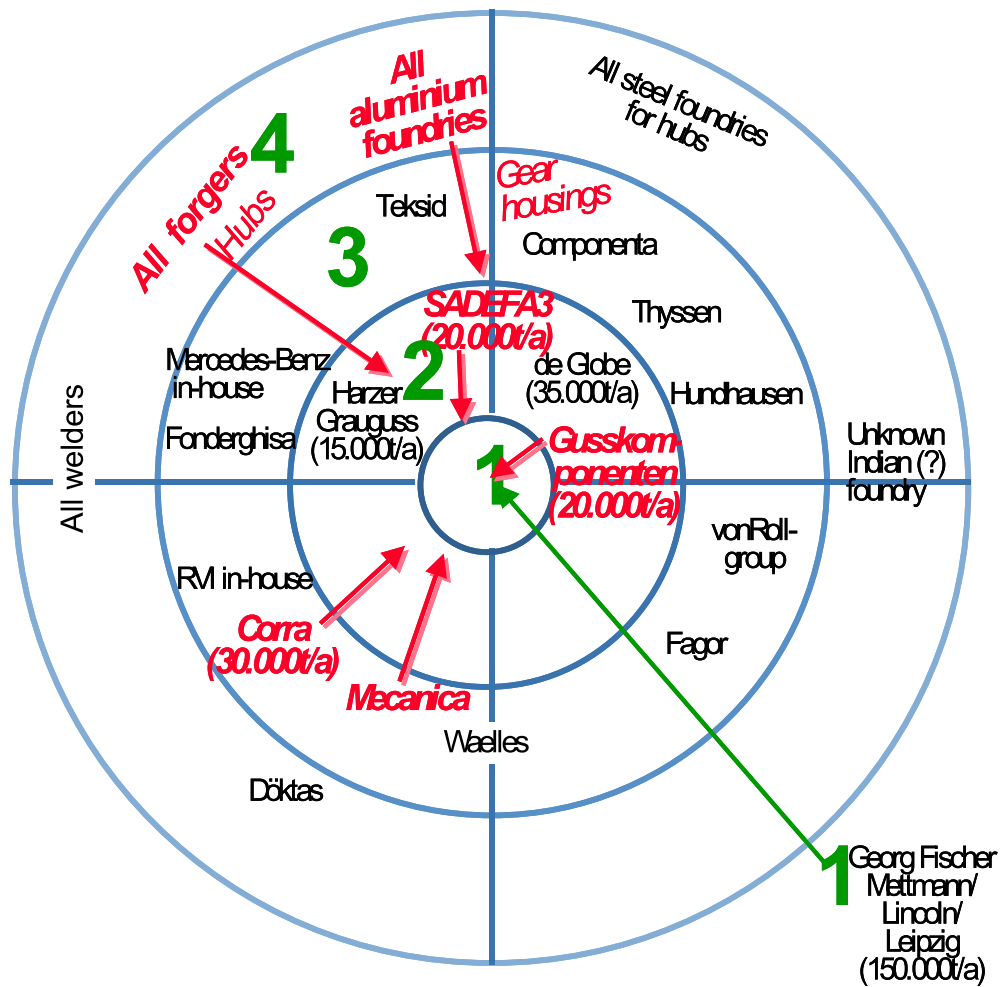 All
aluminium
foundries
All steel foundries
for hubs
4
All forgers
Hubs
Gear
housings
Teksid
3
Componenta
SADEFA3
(20.000t/a)
Thyssen
2
de Globe
(35.000t/a)
Mercedes-Benz
in-house
Harzer
Grauguss
(15.000t/a)
Hundhausen
Fonderghisa
All welders
1
Gusskom-
ponenten
(20.000t/a)
Unknown
Indian (?)
foundry
vonRoll-
group
RVI in-house
Corra
(30.000t/a)
Fagor
Mecanica
Waelles
Döktas
1
Georg Fischer
Mettmann/
Lincoln/
Leipzig
(150.000t/a)